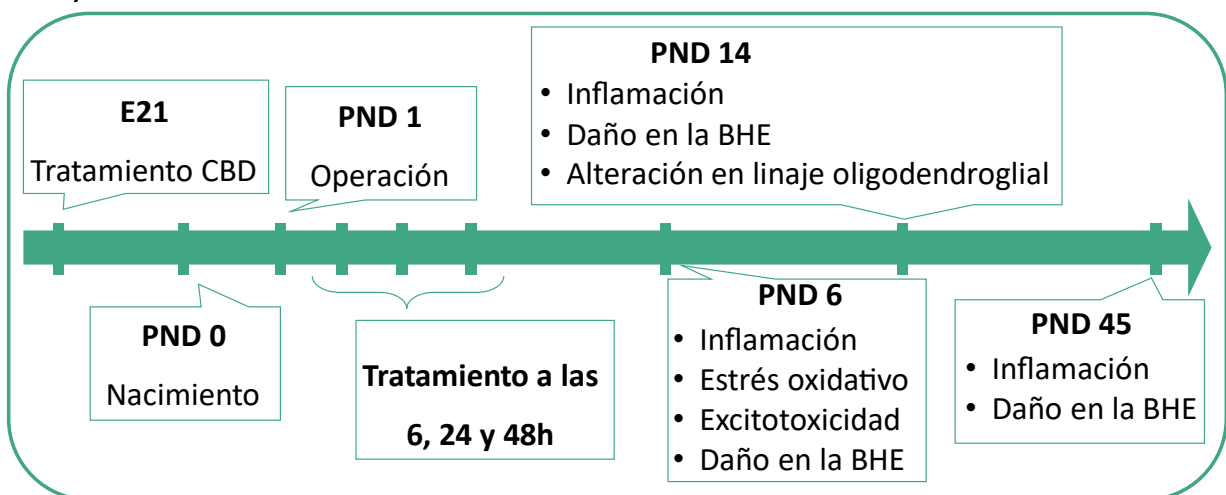 E21
Tratamiento CBD
PND 0
Nacimiento
PND 1
Operación
Tratamiento a las
6, 24 y 48h
PND 6
• Inflamación
• Estrés oxidativo
• Excitotoxicidad
• Daño en la BHE
PND 14
• Inflamación
• Daño en la BHE
• Alteración en linaje oligodendroglial
PND 45
• Inflamación
• Daño en la BHE